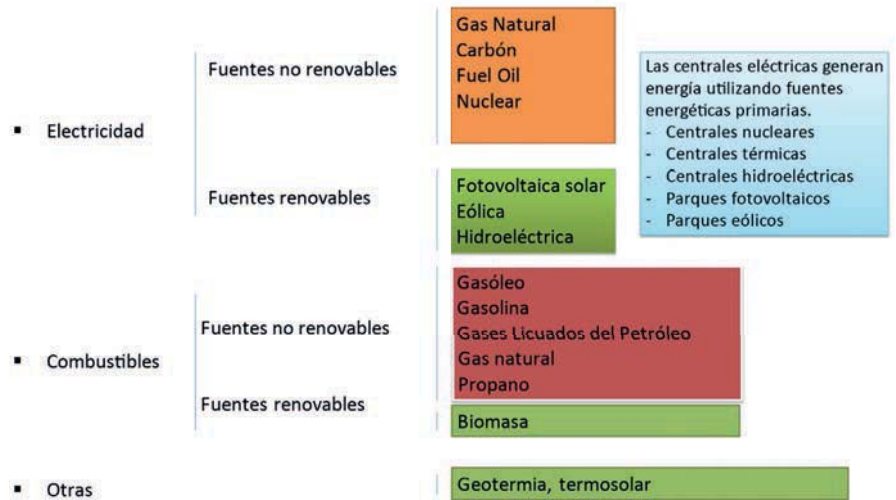 ▪ Electricidad
Fuentes no renovables
Gas Natural
Carbón
Fuel Oil
Nuclear
Fuentes renovables
Fotovoltaica solar
Eólica
Hidroeléctrica
Las centrales eléctricas generan
energía utilizando fuentes
energéticas primarias.
- Centrales nucleares
- Centrales térmicas
- Centrales hidroeléctricas
- Parques fotovoltaicos
- Parques eólicos
▪ Combustibles
Fuentes no renovables
Gasóleo
Gasolina
Gases Licuados del Petróleo
Gas natural
Propano
Fuentes renovables
Biomasa
▪ Otras
Geotermia, termosolar